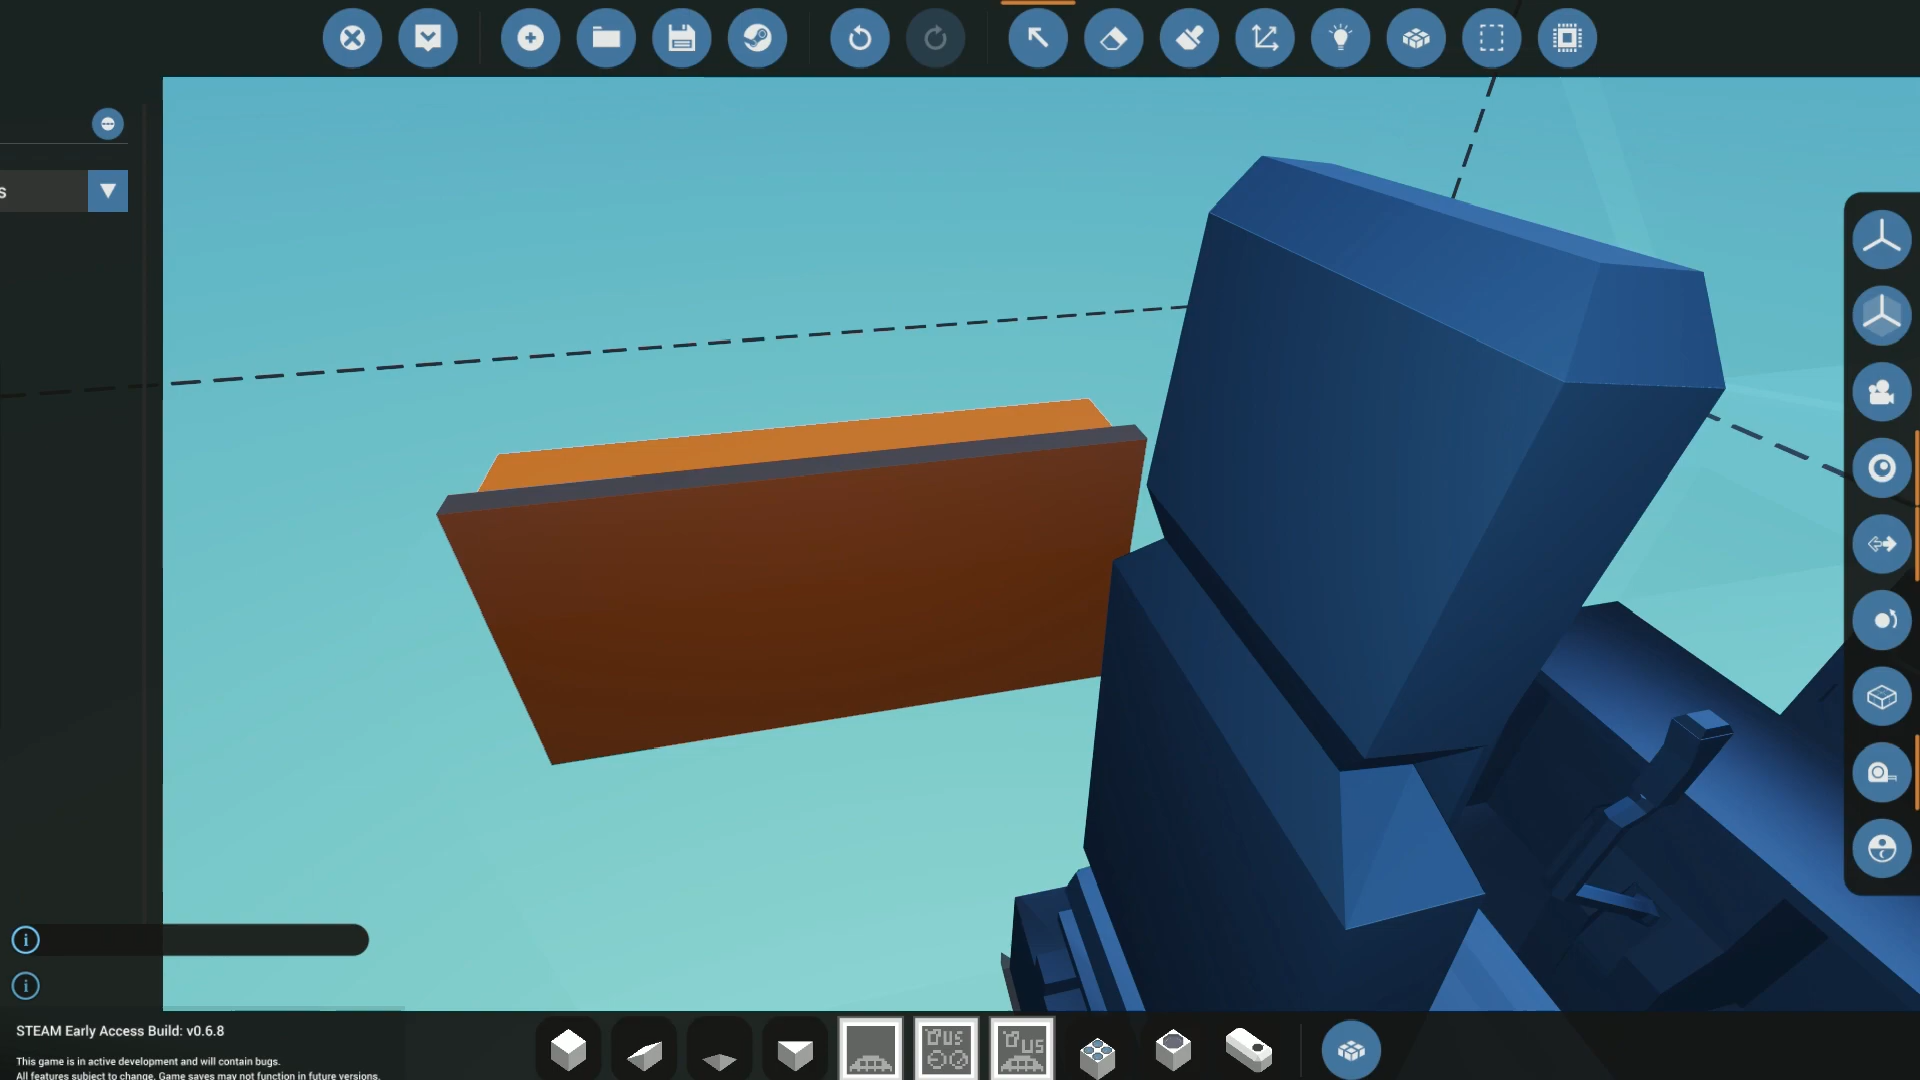 s
STEAM Early Access Build: v0.6.8
This game is in active development and will contain bugs.
All features subject to change. Game saves may not function in future versions.